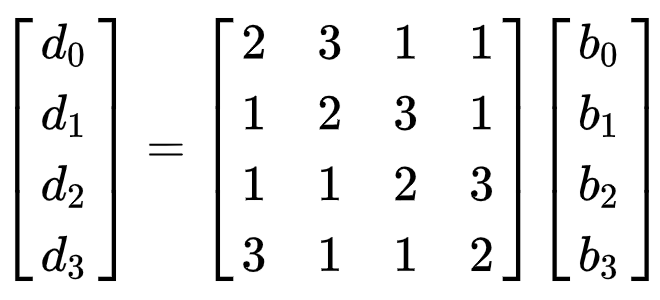 d₀ 2 3 1 1 b₀
d₁ 1 2 3 1 b₁
=
d₂ 1 1 2 3 b₂
d₃ 3 1 1 2 b₃